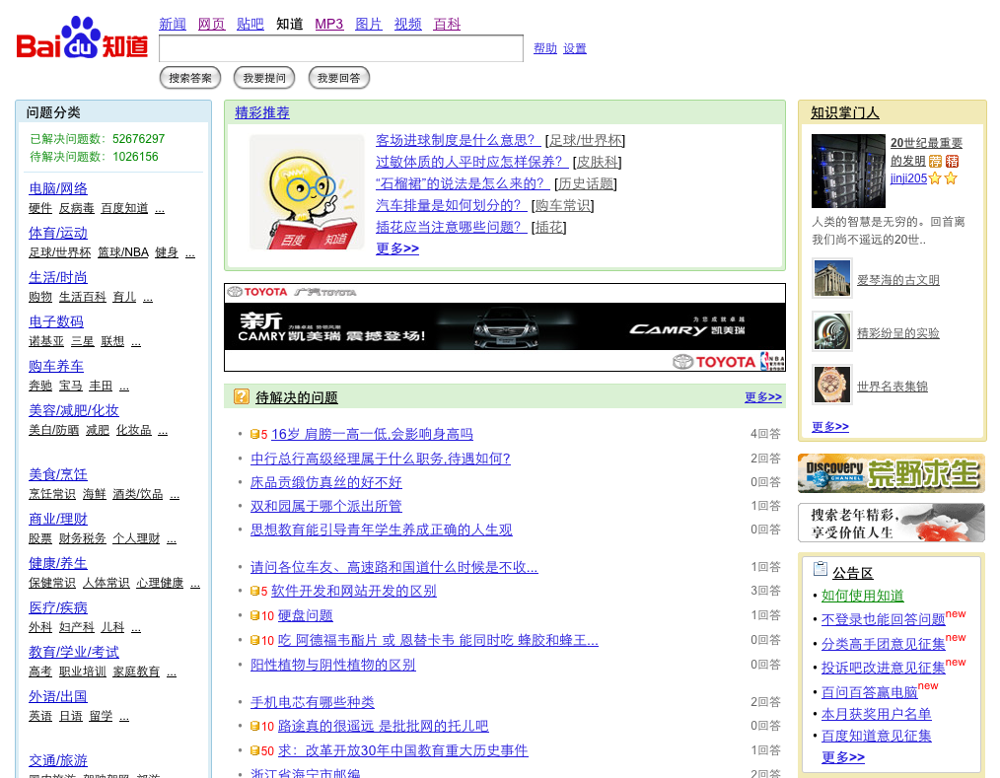 新闻 网页 贴吧 知道 MP3 图片 视频 百科
Baidu知道
帮助 设置
搜索答案 我要提问 我要回答
问题分类
已解决问题数：52676297
待解决问题数：1026156
电脑/网络
硬件 反病毒 百度知道 ...
体育/运动
足球/世界杯 篮球/NBA 健身 ...
生活/时尚
购物 生活百科 育儿 ...
电子数码
诺基亚 三星 联想 ...
购车养车
奔驰 宝马 丰田 ...
美容/减肥/化妆
美白/防晒 减肥 化妆品 ...
美食/烹饪
烹饪常识 海鲜 酒类/饮品 ...
商业/理财
股票 财务税务 个人理财 ...
健康/养生
保健常识 人体常识 心理健康 ...
医疗/疾病
外科 妇产科 儿科 ...
教育/学业/考试
高考 职业培训 家庭教育 ...
外语/出国
英语 日语 留学 ...
交通/旅游
精彩推荐
百度 知道
客场进球制度是什么意思？ [足球/世界杯]
过敏体质的人平时应怎样保养？ [皮肤科]
“石榴裙”的说法是怎么来的？ [历史话题]
汽车排量是如何划分的？ [购车常识]
插花应当注意哪些问题？ [插花]
更多>>
TOYOTA 广汽TOYOTA
新 CAMRY 凯美瑞 震撼登场!
为您成就卓越
CAMRY 凯美瑞
TOYOTA NBA
待解决的问题 更多>>
• 5 16岁 肩膀一高一低,会影响身高吗 4回答
• 中行总行高级经理属于什么职务,待遇如何? 2回答
• 床品贡缎仿真丝的好不好 0回答
• 双和园属于哪个派出所管 1回答
• 思想教育能引导青年学生养成正确的人生观 0回答
• 请问各位车友、高速路和国道什么时候是不收... 1回答
• 5 软件开发和网站开发的区别 3回答
• 10 硬盘问题 1回答
• 10 吃 阿德福韦酯片 或 恩替卡韦 能同时吃 蜂胶和蜂王... 0回答
• 阳性植物与阴性植物的区别 0回答
• 手机电芯有哪些种类 2回答
• 10 路途真的很遥远 是批批网的托儿吧 0回答
• 50 求：改革开放30年中国教育重大历史事件 1回答
• 浙江省海宁市邮编 2回答
知识掌门人
20世纪最重要
的发明 荐 猎
jinji205
人类的智慧是无穷的。回首离
我们尚不遥远的20世..
爱琴海的古文明
精彩纷呈的实验
世界名表集锦
更多>>
Discovery CHANNEL 荒野求生
搜索老年精彩，
享受价值人生
公告区
• 如何使用知道
• 不登录也能回答问题new
• 分类高手团意见征集new
• 投诉吧改进意见征集new
• 百问百答赢电脑new
• 本月获奖用户名单
• 百度知道意见征集
更多>>